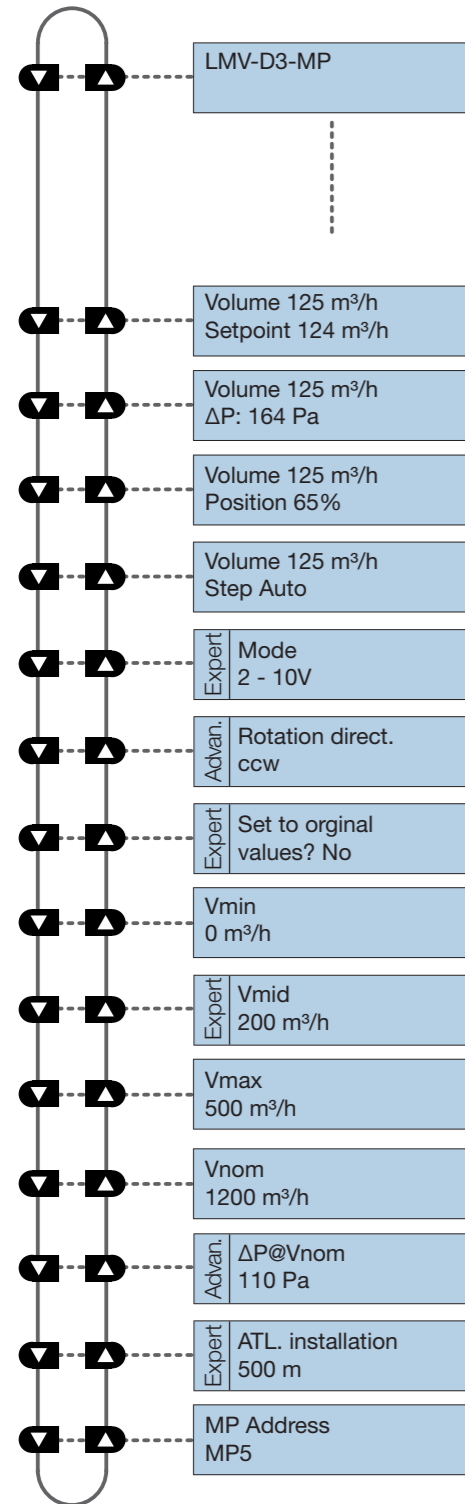 LMV-D3-MP
Volume 125 m³/h
Setpoint 124 m³/h
Volume 125 m³/h
ΔP: 164 Pa
Volume 125 m³/h
Position 65%
Volume 125 m³/h
Step Auto
Expert
Mode
2 - 10V
Advan.
Rotation direct.
ccw
Expert
Set to orginal
values? No
Vmin
0 m³/h
Expert
Vmid
200 m³/h
Vmax
500 m³/h
Vnom
1200 m³/h
Advan.
ΔP@Vnom
110 Pa
Expert
ATL. installation
500 m
MP Address
MP5